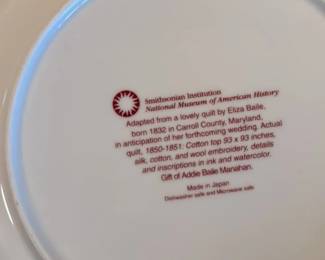 Smithsonian Institution
National Museum of American History
Adapted from a lovely quilt by Eliza Baile,
born 1832 in Carroll County, Maryland,
in anticipation of her forthcoming wedding. Actual
quilt, 1850-1851: Cotton top 93 x 93 inches,
silk, cotton, and wool embroidery, details
and inscriptions in ink and watercolor.
Gift of Addie Baile Manahan.
Made in Japan
Dishwasher safe and Microwave safe